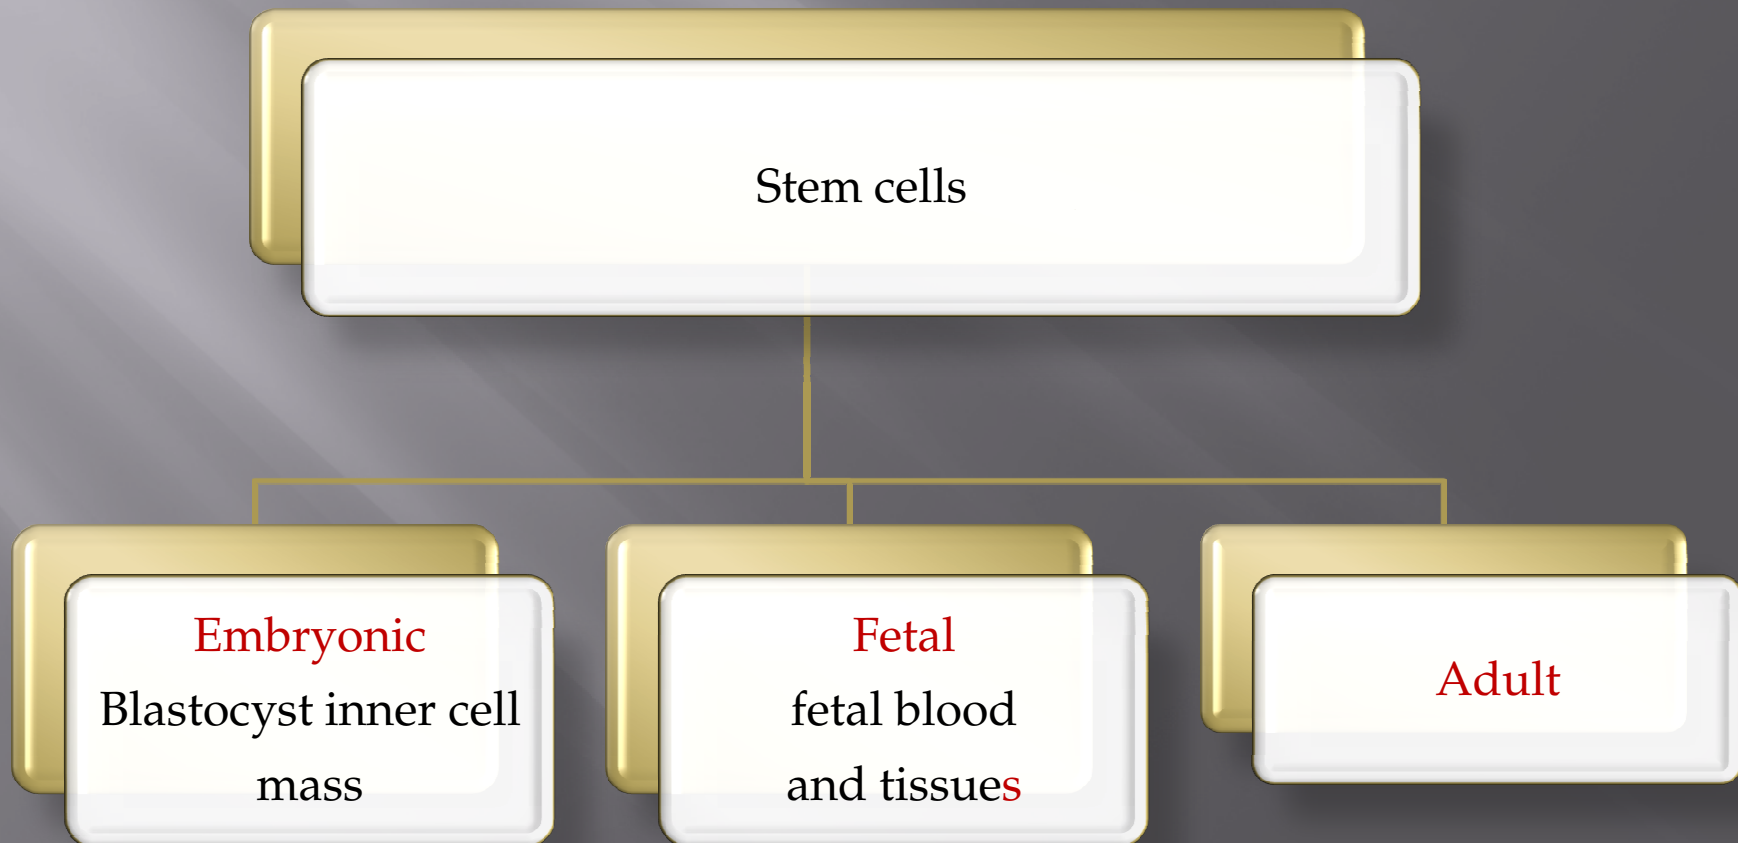 Stem cells
Embryonic
Blastocyst inner cell
mass
Fetal
fetal blood
and tissues
Adult